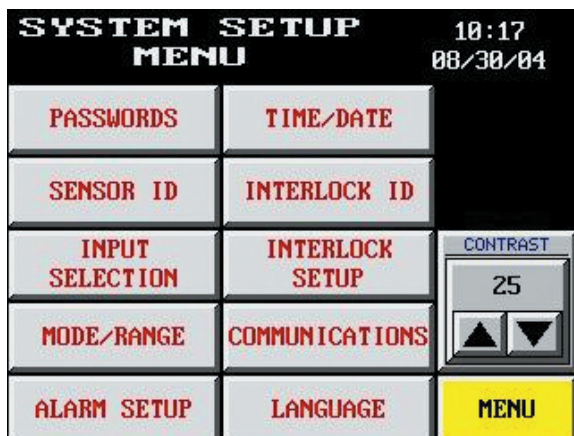 SYSTEM SETUP
MENU
10:17
08/30/04
PASSWORDS
TIME/DATE
SENSOR ID
INTERLOCK ID
INPUT
SELECTION
INTERLOCK
SETUP
CONTRAST
25
MODE/RANGE
COMMUNICATIONS
ALARM SETUP
LANGUAGE
MENU